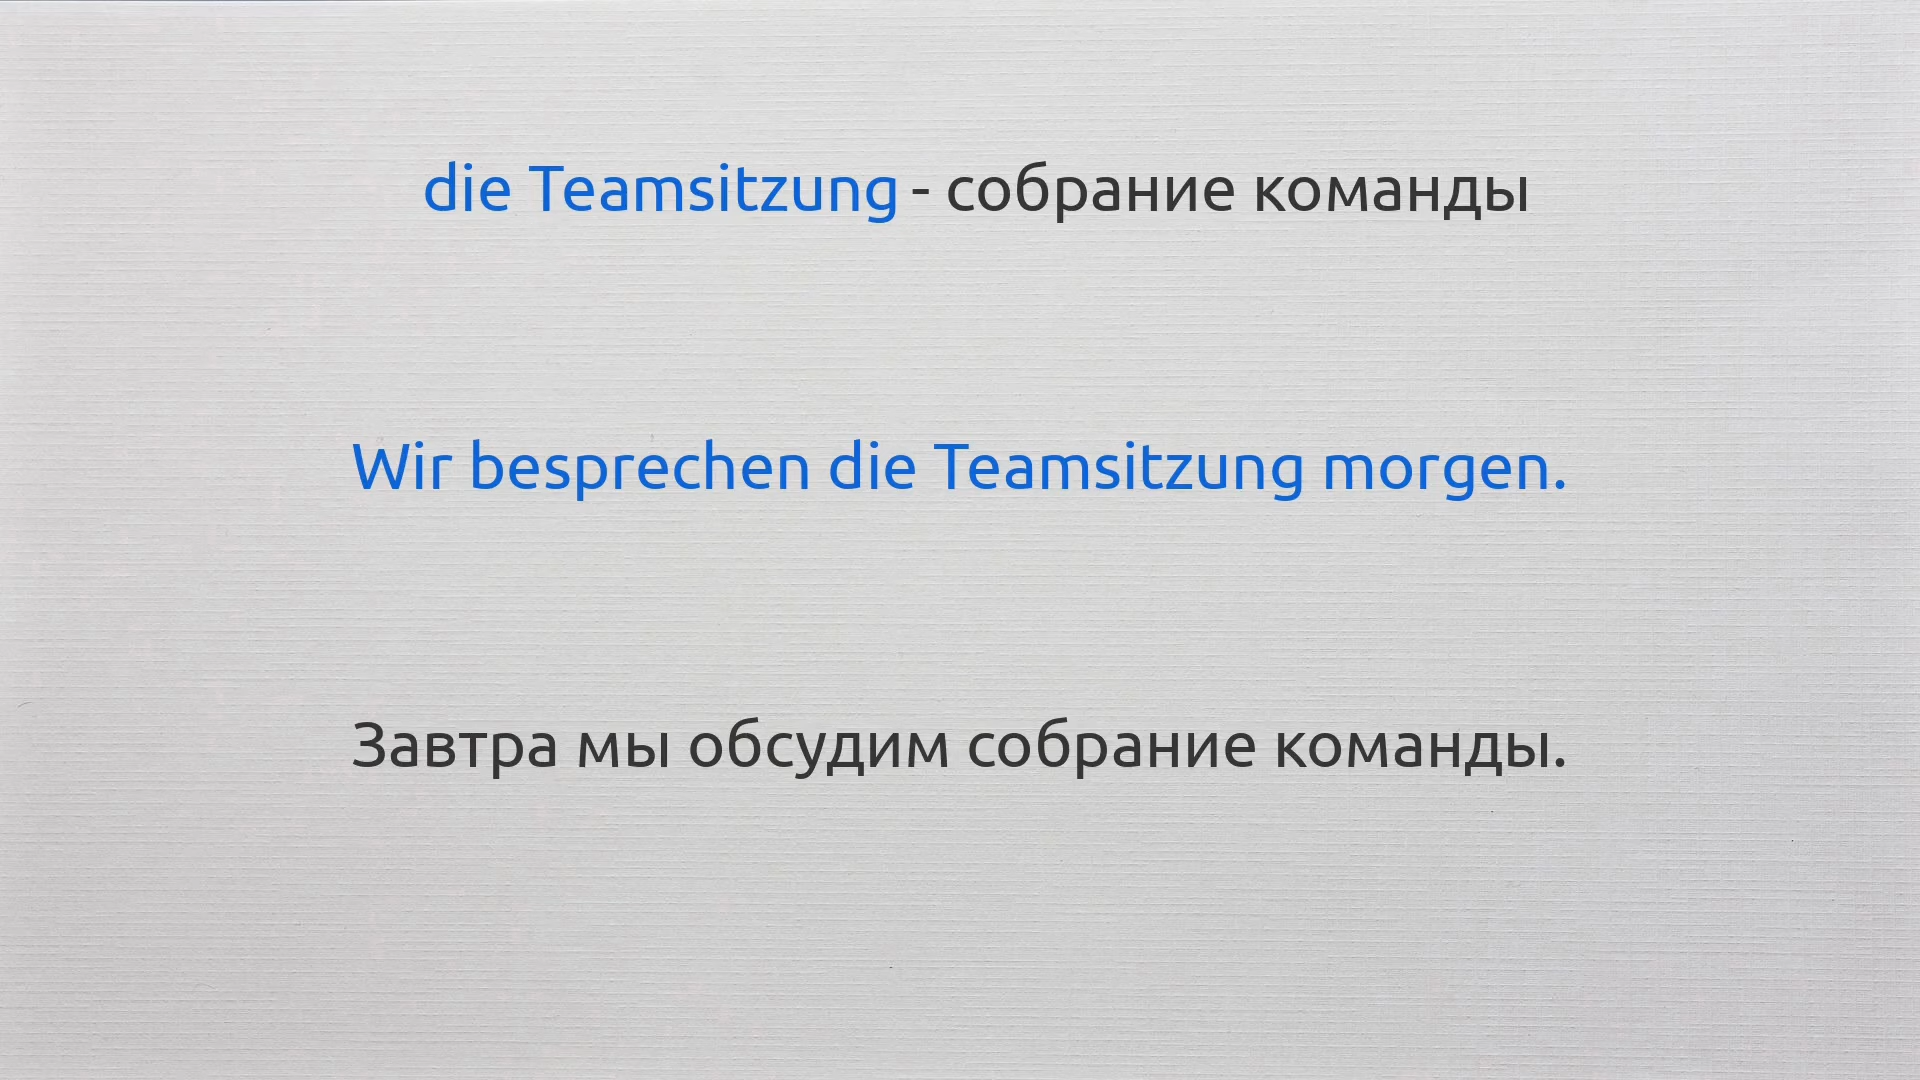 die Teamsitzung - собрание команды
Wir besprechen die Teamsitzung morgen.
Завтра мы обсудим собрание команды.